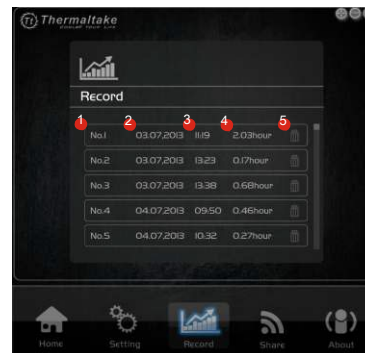 Thermaltake
Record
1 2 3 4 5
No.1 03.07.2013 11:19 2.03hour
No.2 03.07.2013 13:23 0.17hour
No.3 03.07.2013 13:38 0.68hour
No.4 04.07.2013 09:50 0.46hour
No.5 04.07.2013 10:32 0.27hour
Home Setting Record Share About